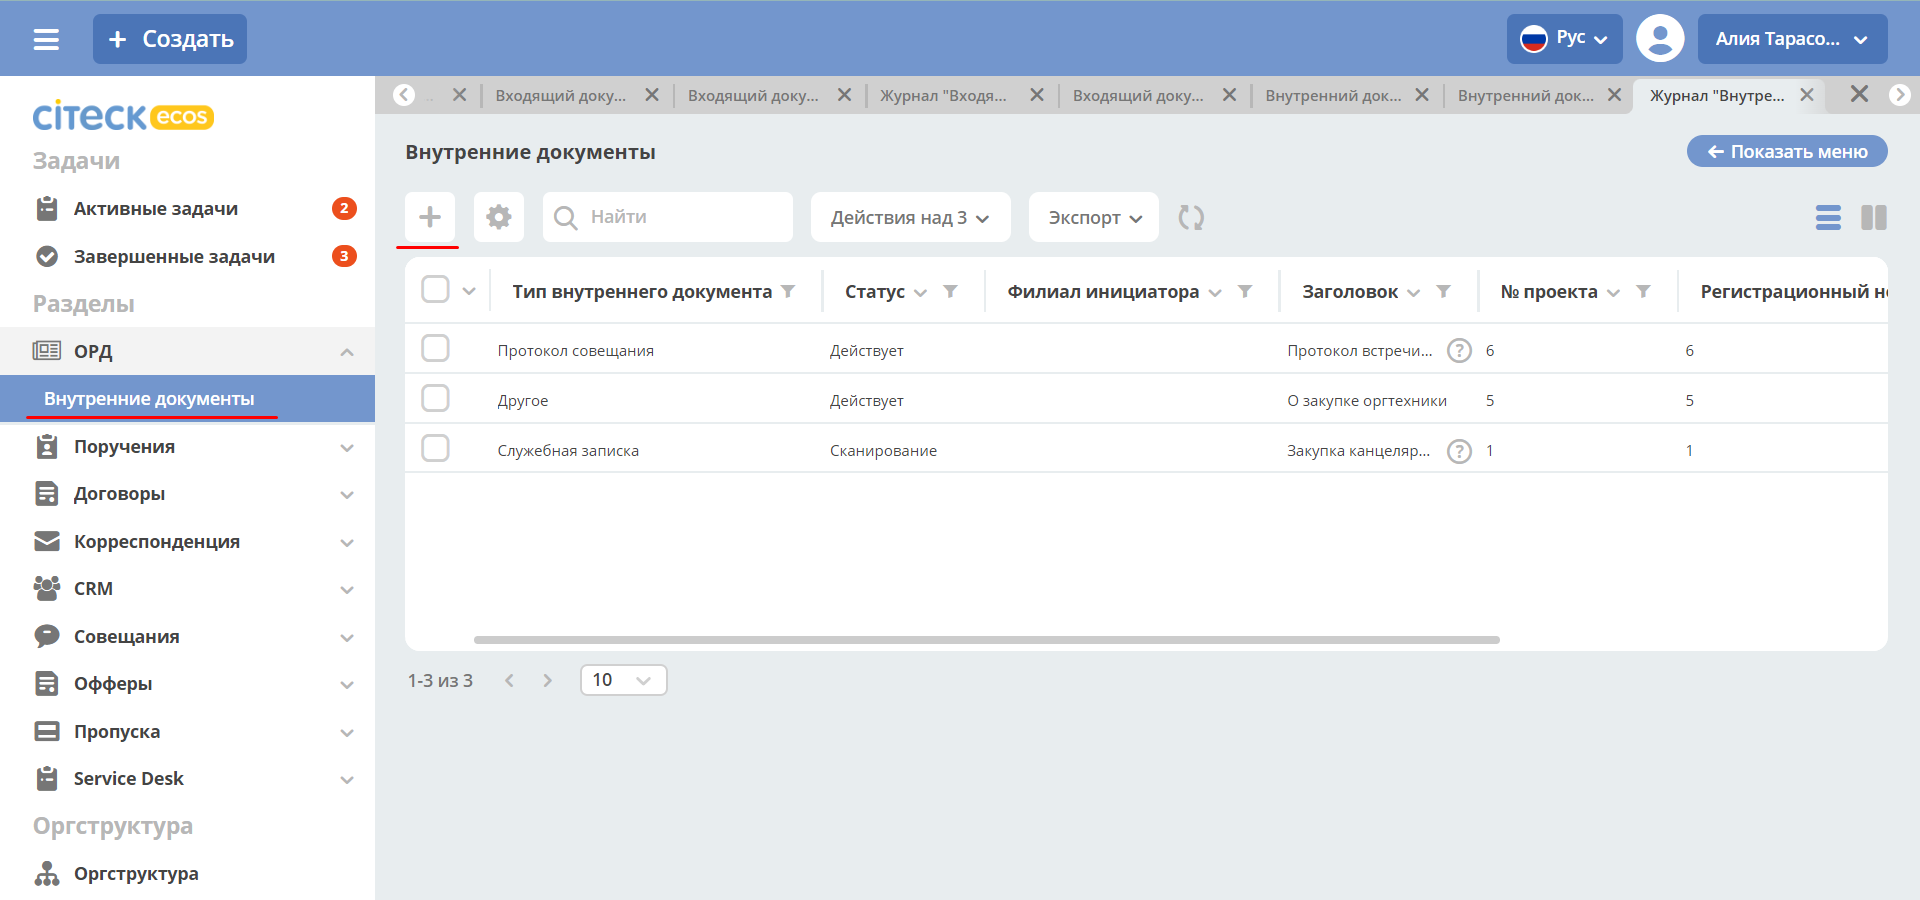 + Создать
Рус
Алия Тарасо...
citeck ecos
Задачи
Активные задачи 2
Завершенные задачи 3
Разделы
ОРД
Внутренние документы
Поручения
Договоры
Корреспонденция
CRM
Совещания
Офферы
Пропуска
Service Desk
Оргструктура
Оргструктура
.. Входящий доку... Входящий доку... Журнал "Входя... Входящий доку... Внутренний док... Внутренний док... Журнал "Внутре...
Внутренние документы
Показать меню
Найти
Действия над 3
Экспорт
Тип внутреннего документа Статус Филиал инициатора Заголовок № проекта Регистрационный но
Протокол совещания Действует Протокол встречи... ? 6 6
Другое Действует О закупке оргтехники 5 5
Служебная записка Сканирование Закупка канцеляр... ? 1 1
1-3 из 3
10